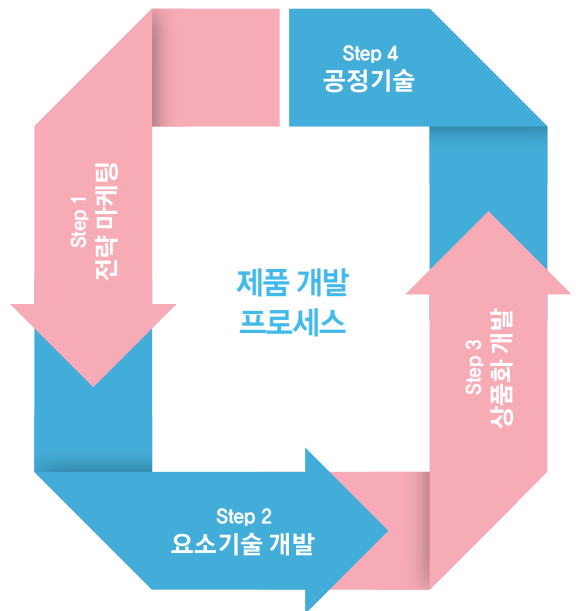 제품 개발
프로세스
Step 1
전략 마케팅
Step 2
요소기술 개발
Step 3
상품화 개발
Step 4
공정기술